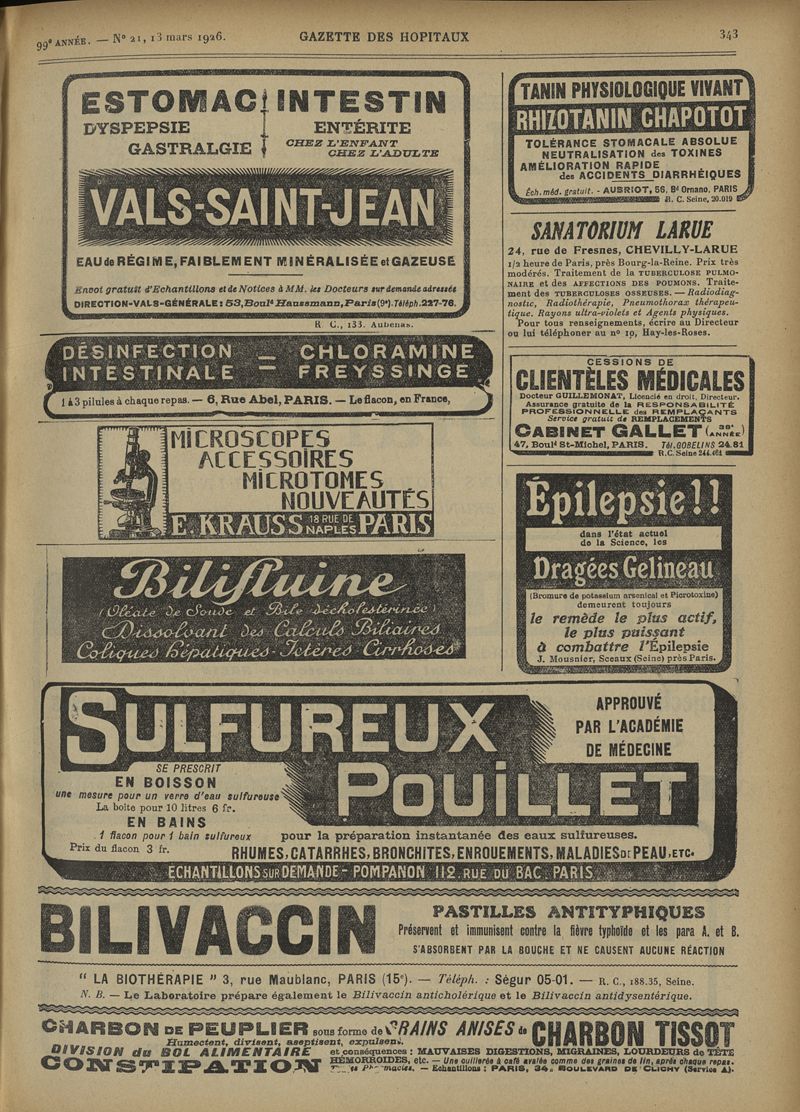 99e ANNÉE. — No 21, 13 mars 1926. GAZETTE DES HOPITAUX 343
ESTOMAC INTESTIN
DYSPEPSIE ENTÉRITE
GASTRALGIE CHEZ L'ENFANT
CHEZ L'ADULTE
VALS-SAINT-JEAN
EAU de RÉGIME, FAIBLEMENT MINÉRALISÉE et GAZEUSE
Envoi gratuit d'Echantillons et de Notices à MM. les Docteurs sur demande adressée
DIRECTION-VALS-GÉNÉRALE: 53, Boul^d Haussmann, Paris (9e). Téléph. 227-76.
R C., 133. Aubenas.
DÉSINFECTION = CHLORAMINE
INTESTINALE = FREYSSINGE
1 à 3 pilules à chaque repas. — 6, Rue Abel, PARIS. — Le flacon, en France,
MICROSCOPES
ACCESSOIRES
MICROTOMES
NOUVEAUTÉS
E. KRAUSS 18 RUE DE NAPLES PARIS
Bilifluine
(Oléate de Soude et Bile décholestérinée)
Dissolvant des Calculs Biliaires
Coliques Hépatiques - Ictères Cirrhoses
TANIN PHYSIOLOGIQUE VIVANT
RHIZOTANIN CHAPOTOT
TOLÉRANCE STOMACALE ABSOLUE
NEUTRALISATION des TOXINES
AMÉLIORATION RAPIDE
des ACCIDENTS DIARRHÉIQUES
Éch. méd. gratuit. - AUBRIOT, 56, Bd Ornano. PARIS
R. C. Seine, 20.019
SANATORIUM LARUE
24, rue de Fresnes, CHEVILLY-LARUE
1/2 heure de Paris, près Bourg-la-Reine. Prix très
modérés. Traitement de la TUBERCULOSE PULMO-
NAIRE et des AFFECTIONS DES POUMONS. Traite-
ment des TUBERCULOSES OSSEUSES. — Radiodiag-
nostic, Radiothérapie, Pneumothorax thérapeu-
tique. Rayons ultra-violets et Agents physiques.
Pour tous renseignements, écrire au Directeur
ou lui téléphoner au no 10, Hay-les-Roses.
CESSIONS DE
CLIENTÈLES MÉDICALES
Docteur GUILLEMONAT, Licencié en droit, Directeur.
Assurance gratuite de la RESPONSABILITÉ
PROFESSIONNELLE des REMPLAÇANTS
Service gratuit de REMPLACEMENTS
CABINET GALLET (38e ANNÉE)
47, Boul^d St-Michel, PARIS. Tél. GOBELINS 24.81
R.C. Seine 244.481
Épilepsie!!
dans l'état actuel
de la Science, les
Dragées Gelineau
(Bromure de potassium arsenical et Picrotoxine)
demeurent toujours
le remède le plus actif,
le plus puissant
à combattre l'Épilepsie
J. Mousnier, Sceaux (Seine) près Paris.
SULFUREUX
POUILLET
APPROUVÉ
PAR L'ACADÉMIE
DE MÉDECINE
SE PRESCRIT
EN BOISSON
une mesure pour un verre d'eau sulfureuse
La boite pour 10 litres 6 fr.
EN BAINS
1 flacon pour 1 bain sulfureux
Prix du flacon 3 fr.
pour la préparation instantanée des eaux sulfureuses.
RHUMES, CATARRHES, BRONCHITES, ENROUEMENTS, MALADIES DE PEAU, ETC.
ECHANTILLONS SUR DEMANDE - POMPANON 112, RUE DU BAC. PARIS
BILIVACCIN
PASTILLES ANTITYPHIQUES
Préservent et immunisent contre la fièvre typhoïde et les para A. et B.
S'ABSORBENT PAR LA BOUCHE ET NE CAUSENT AUCUNE RÉACTION
" LA BIOTHÉRAPIE " 3, rue Maublanc, PARIS (15e). — Téléph. : Ségur 05-01. — R. C., 188.35, Seine.
N. B. — Le Laboratoire prépare également le Bilivaccin anticholérique et le Bilivaccin antidysentérique.
CHARBON DE PEUPLIER sous forme de GRAINS ANISÉS de CHARBON TISSOT
Humectent, divisent, aseptisent, expulsent.
DIVISION du BOL ALIMENTAIRE et conséquences : MAUVAISES DIGESTIONS, MIGRAINES, LOURDEURS de TÊTE
CONSTIPATION HÉMORROÏDES, etc. — Une cuillerée à café avalée comme des graines de lin, après chaque repas.
Pharmacies. — Echantillons : PARIS, 34, BOULEVARD DE CLICHY (Service A).